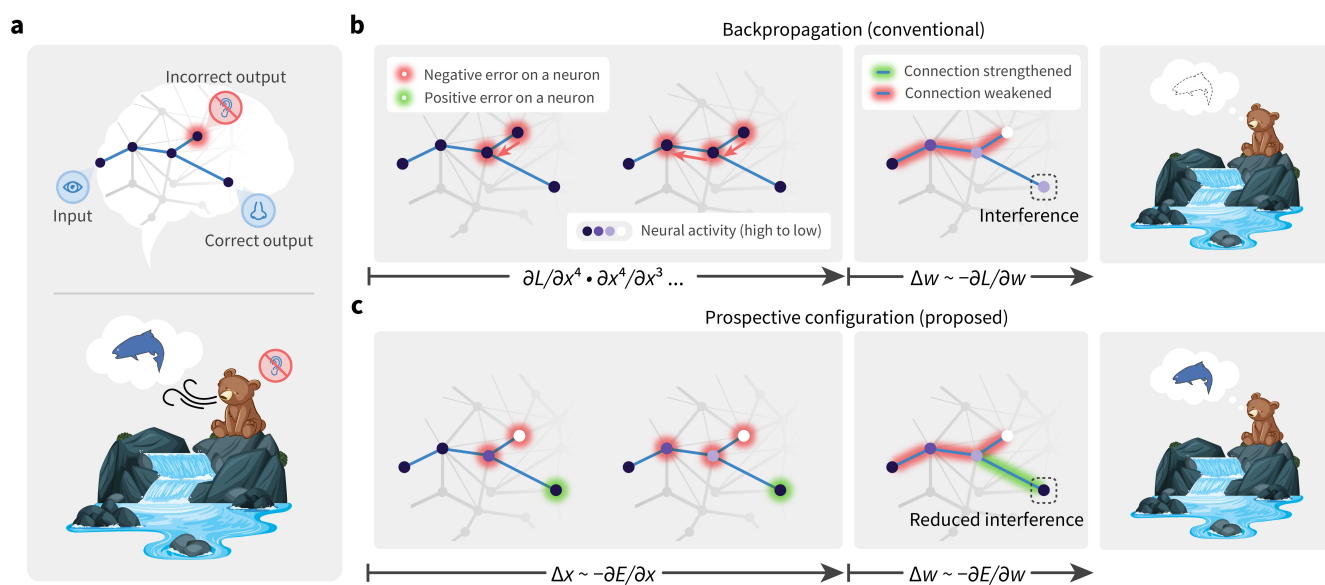 a
Incorrect output
Input
Correct output
b
Backpropagation (conventional)
Negative error on a neuron
Positive error on a neuron
Neural activity (high to low)
Connection strengthened
Connection weakened
Interference
∂L/∂x⁴ • ∂x⁴/∂x³ ...
Δw ~ −∂L/∂w
c
Prospective configuration (proposed)
Reduced interference
Δx ~ −∂E/∂x
Δw ~ −∂E/∂w